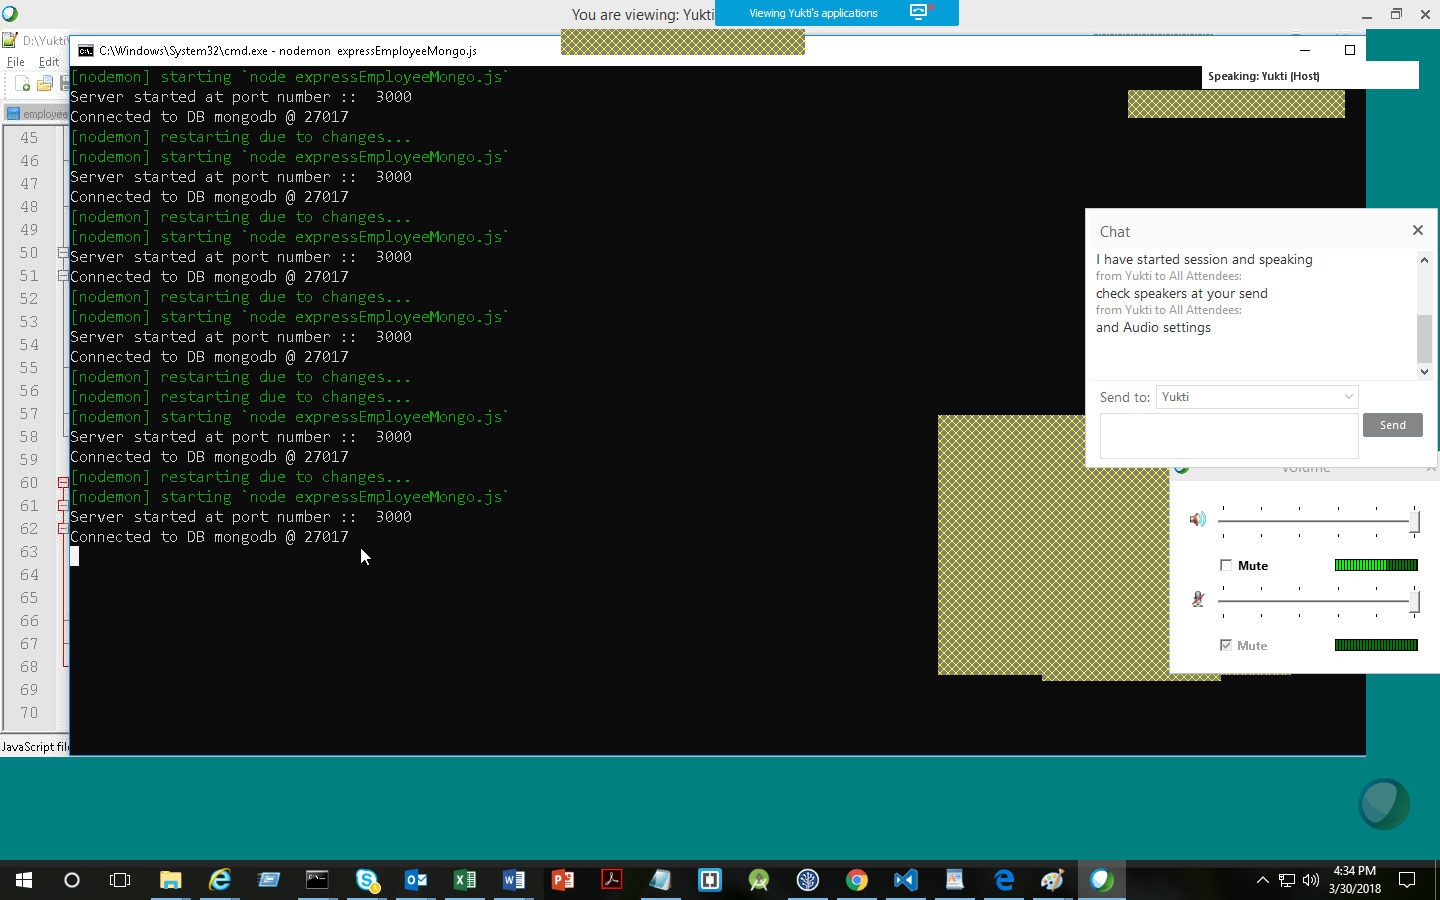 You are viewing: Yukti
Viewing Yukti's applications
D:\Yukti\
File Edit
employee
C:\Windows\System32\cmd.exe - nodemon expressEmployeeMongo.js
Speaking: Yukti (Host)
[nodemon] starting `node expressEmployeeMongo.js`
Server started at port number :: 3000
Connected to DB mongodb @ 27017
[nodemon] restarting due to changes...
[nodemon] starting `node expressEmployeeMongo.js`
Server started at port number :: 3000
Connected to DB mongodb @ 27017
[nodemon] restarting due to changes...
[nodemon] starting `node expressEmployeeMongo.js`
Server started at port number :: 3000
Connected to DB mongodb @ 27017
[nodemon] restarting due to changes...
[nodemon] starting `node expressEmployeeMongo.js`
Server started at port number :: 3000
Connected to DB mongodb @ 27017
[nodemon] restarting due to changes...
[nodemon] restarting due to changes...
[nodemon] starting `node expressEmployeeMongo.js`
Server started at port number :: 3000
Connected to DB mongodb @ 27017
[nodemon] restarting due to changes...
[nodemon] starting `node expressEmployeeMongo.js`
Server started at port number :: 3000
Connected to DB mongodb @ 27017
45
46
47
48
49
50
51
52
53
54
55
56
57
58
59
60
61
62
63
64
65
66
67
68
69
70
JavaScript file
Chat
I have started session and speaking
from Yukti to All Attendees:
check speakers at your send
from Yukti to All Attendees:
and Audio settings
Send to: Yukti
Send
Volume
Mute
Mute
4:34 PM
3/30/2018